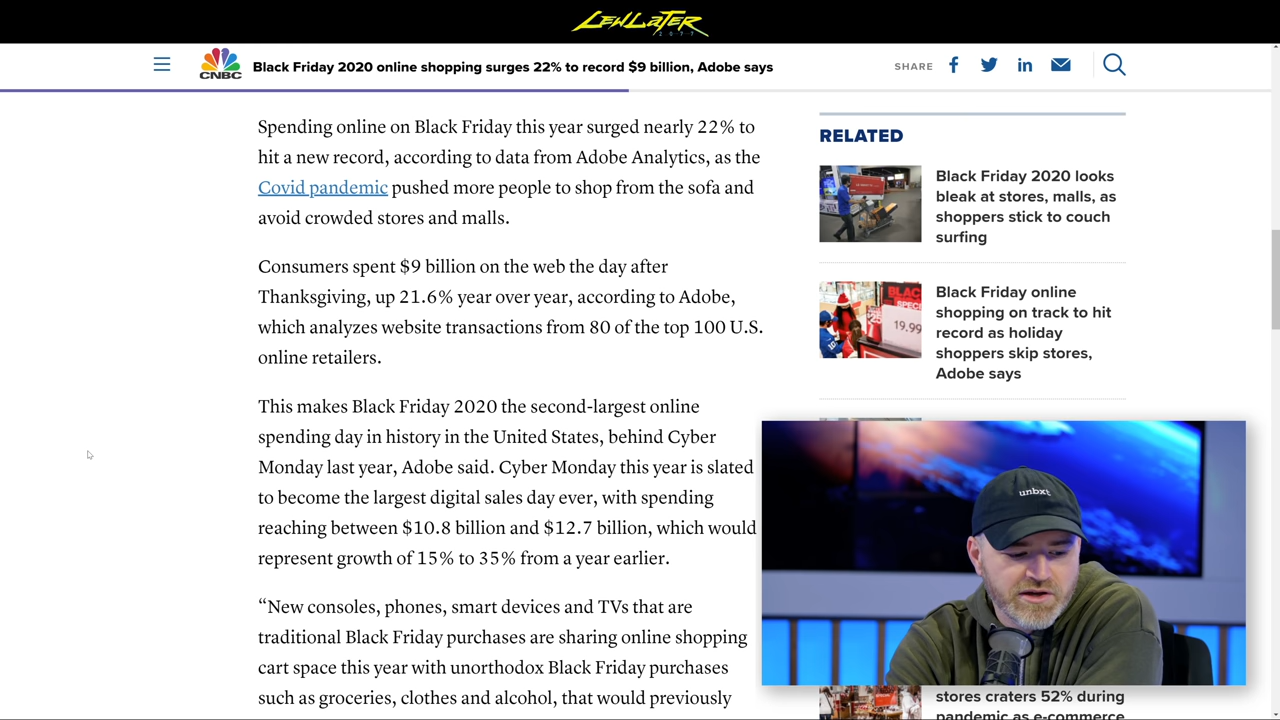 LEWLATER
2077
CNBC
Black Friday 2020 online shopping surges 22% to record $9 billion, Adobe says
SHARE
Spending online on Black Friday this year surged nearly 22% to
hit a new record, according to data from Adobe Analytics, as the
Covid pandemic pushed more people to shop from the sofa and
avoid crowded stores and malls.
Consumers spent $9 billion on the web the day after
Thanksgiving, up 21.6% year over year, according to Adobe,
which analyzes website transactions from 80 of the top 100 U.S.
online retailers.
This makes Black Friday 2020 the second-largest online
spending day in history in the United States, behind Cyber
Monday last year, Adobe said. Cyber Monday this year is slated
to become the largest digital sales day ever, with spending
reaching between $10.8 billion and $12.7 billion, which would
represent growth of 15% to 35% from a year earlier.
“New consoles, phones, smart devices and TVs that are
traditional Black Friday purchases are sharing online shopping
cart space this year with unorthodox Black Friday purchases
such as groceries, clothes and alcohol, that would previously
RELATED
Black Friday 2020 looks
bleak at stores, malls, as
shoppers stick to couch
surfing
19.99
Black Friday online
shopping on track to hit
record as holiday
shoppers skip stores,
Adobe says
unbx
stores craters 52% during
pandemic as e-commerce